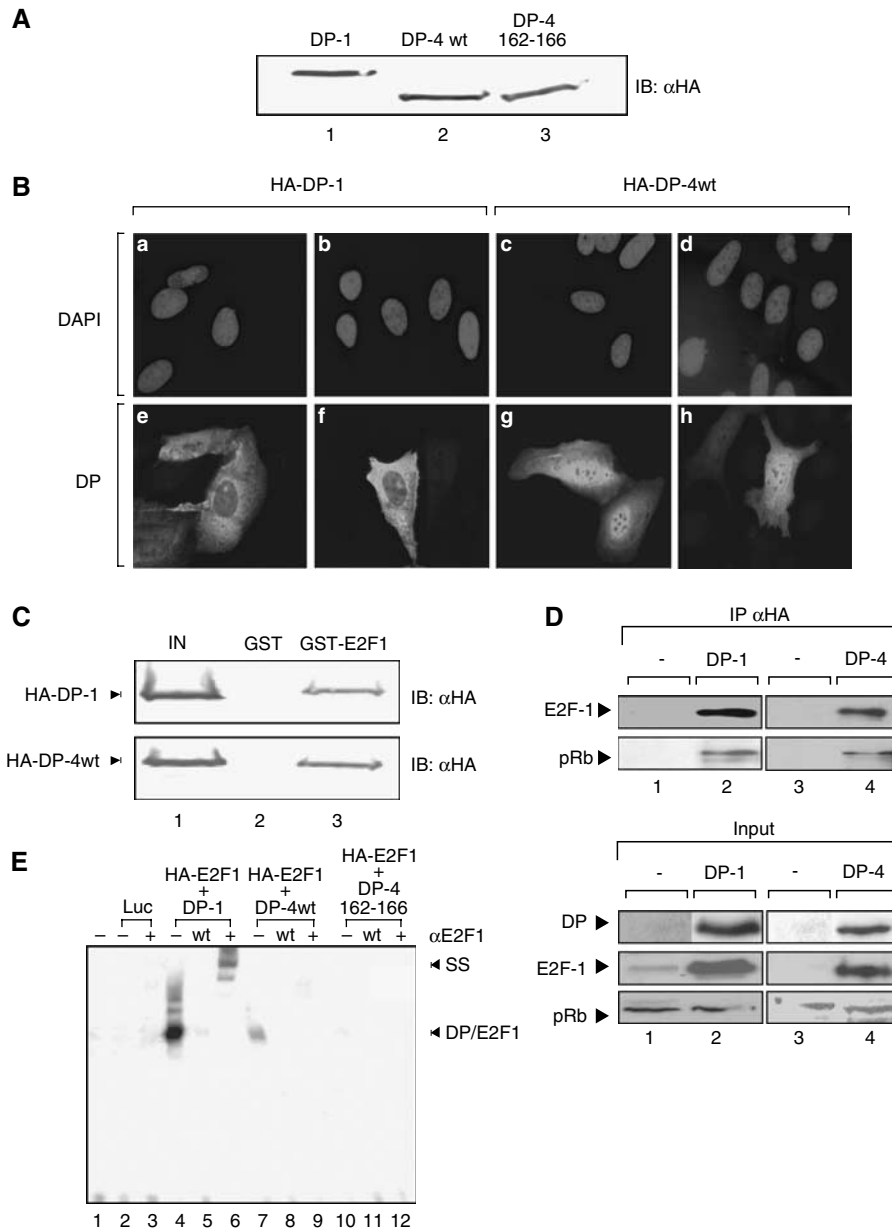 A
DP-1 DP-4 wt DP-4 162-166
IB: αHA
1 2 3
B
HA-DP-1 HA-DP-4wt
DAPI
a b c d
DP
e f g h
C
IN GST GST-E2F1
HA-DP-1 IB: αHA
HA-DP-4wt IB: αHA
1 2 3
D
IP αHA
- DP-1 - DP-4
E2F-1
pRb
1 2 3 4
Input
- DP-1 - DP-4
DP
E2F-1
pRb
1 2 3 4
E
Luc
HA-E2F1 + DP-1
HA-E2F1 + DP-4wt
HA-E2F1 + DP-4 162-166
− − + − wt + − wt + − wt + αE2F1
SS
DP/E2F1
1 2 3 4 5 6 7 8 9 10 11 12